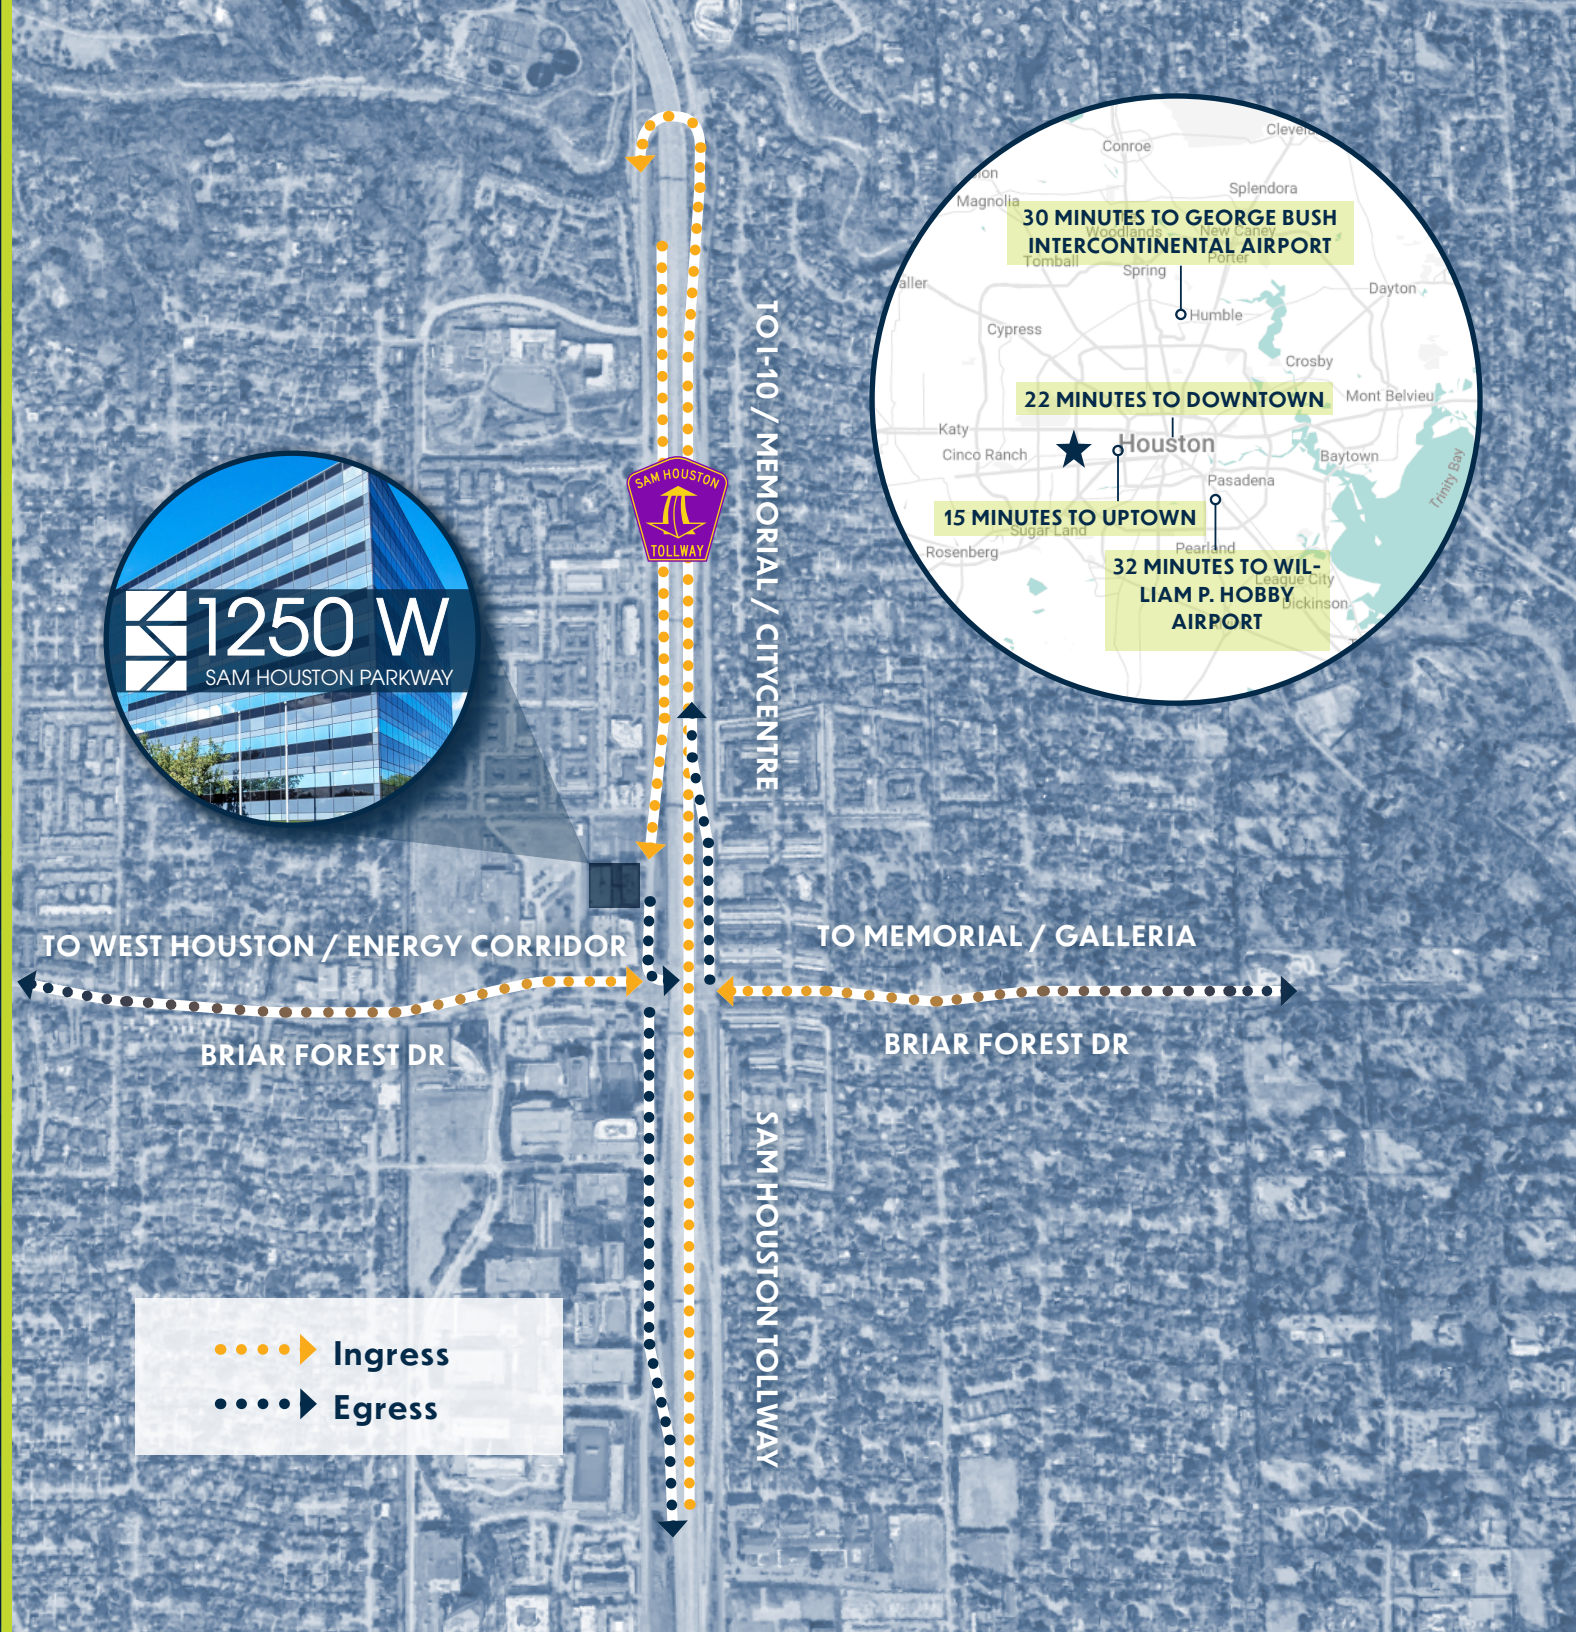 Clevel
Conroe
ion
Splendora
Magnolia
30 MINUTES TO GEORGE BUSH
INTERCONTINENTAL AIRPORT
Woodlands
New Caney
Tomball
Porter
Spring
aller
Dayton
Humble
Cypress
Crosby
22 MINUTES TO DOWNTOWN
Mont Belvieu
Katy
Houston
Cinco Ranch
Baytown
Pasadena
Trinity Bay
15 MINUTES TO UPTOWN
Sugar Land
Rosenberg
Pearland
32 MINUTES TO WIL-
LIAM P. HOBBY
AIRPORT
League City
Dickinson
TO I-10 / MEMORIAL / CITYCENTRE
SAM HOUSTON
TOLLWAY
1250 W
SAM HOUSTON PARKWAY
TO WEST HOUSTON / ENERGY CORRIDOR
TO MEMORIAL / GALLERIA
BRIAR FOREST DR
BRIAR FOREST DR
SAM HOUSTON TOLLWAY
Ingress
Egress